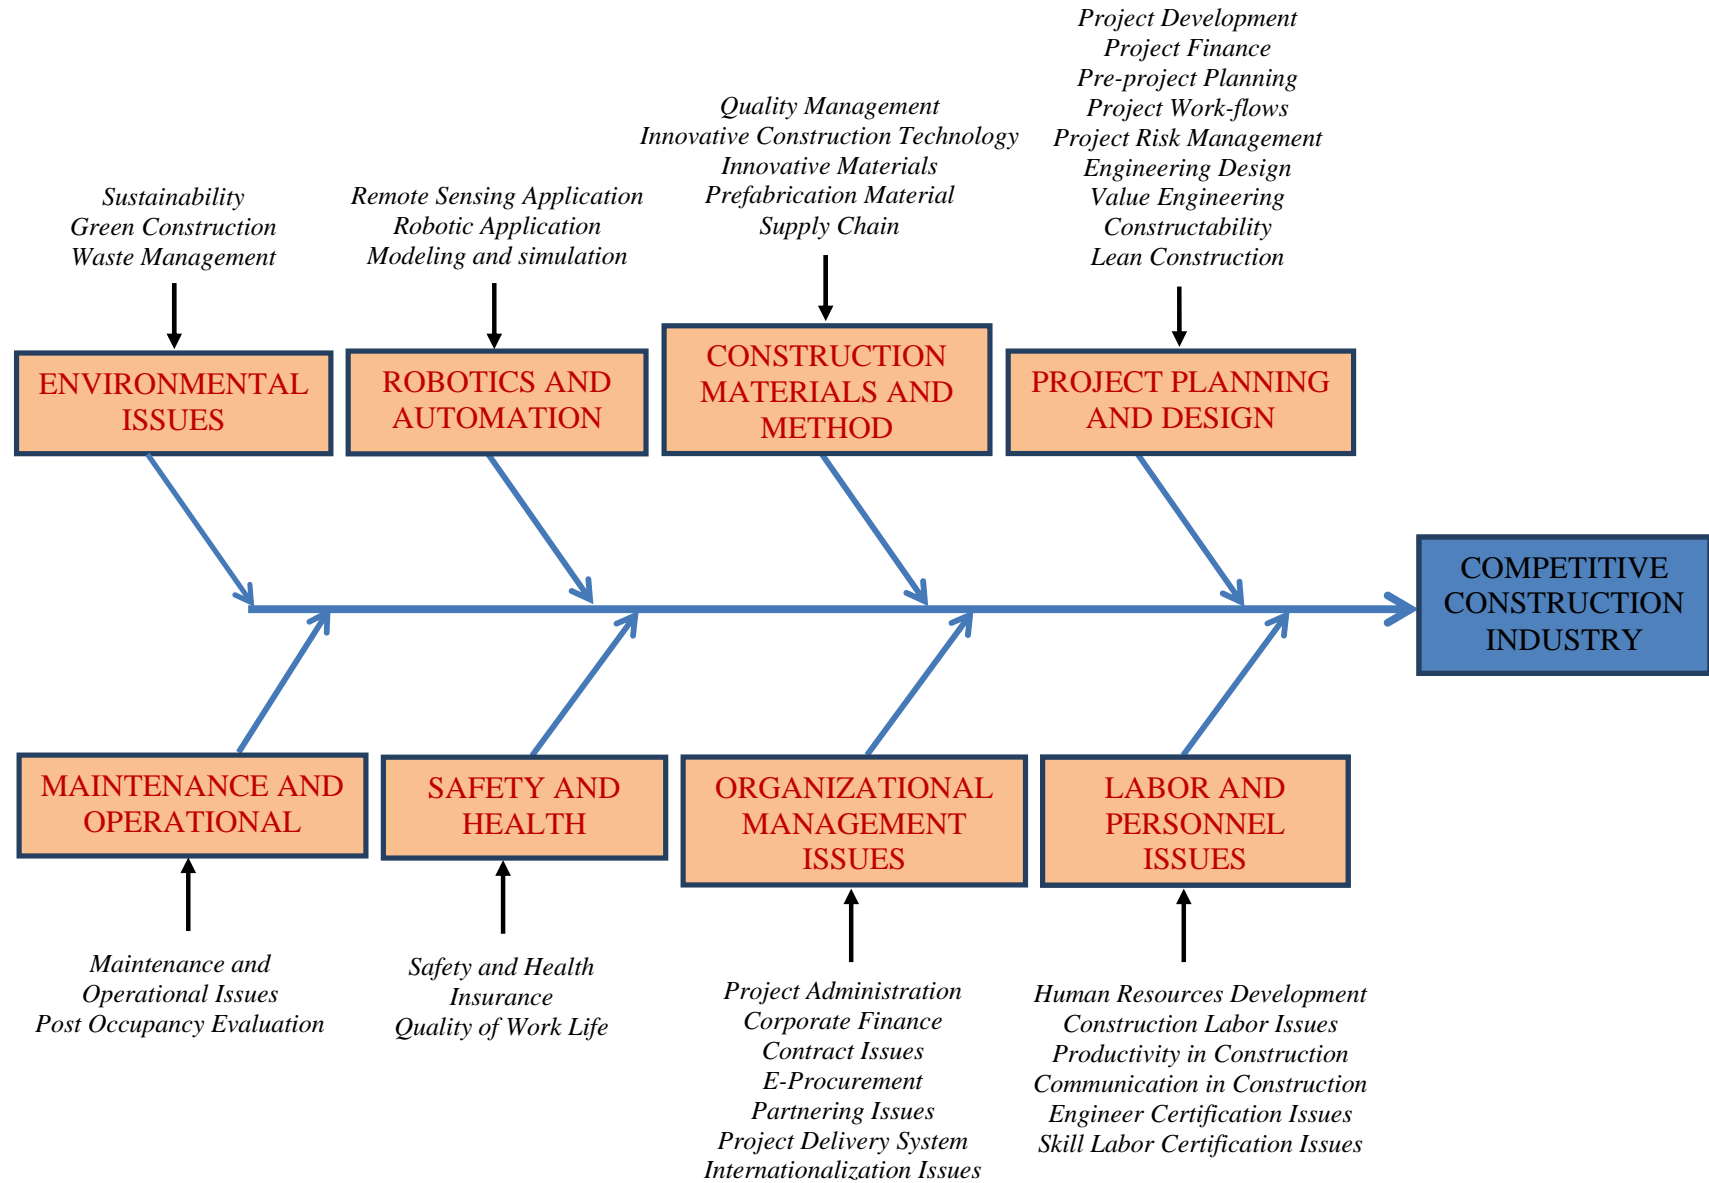 Project Development
Project Finance
Pre-project Planning
Project Work-flows
Project Risk Management
Engineering Design
Value Engineering
Constructability
Lean Construction
Quality Management
Innovative Construction Technology
Innovative Materials
Prefabrication Material
Supply Chain
Remote Sensing Application
Robotic Application
Modeling and simulation
Sustainability
Green Construction
Waste Management
ENVIRONMENTAL
ISSUES
ROBOTICS AND
AUTOMATION
CONSTRUCTION
MATERIALS AND
METHOD
PROJECT PLANNING
AND DESIGN
COMPETITIVE
CONSTRUCTION
INDUSTRY
MAINTENANCE AND
OPERATIONAL
SAFETY AND
HEALTH
ORGANIZATIONAL
MANAGEMENT
ISSUES
LABOR AND
PERSONNEL
ISSUES
Maintenance and
Operational Issues
Post Occupancy Evaluation
Safety and Health
Insurance
Quality of Work Life
Project Administration
Corporate Finance
Contract Issues
E-Procurement
Partnering Issues
Project Delivery System
Internationalization Issues
Human Resources Development
Construction Labor Issues
Productivity in Construction
Communication in Construction
Engineer Certification Issues
Skill Labor Certification Issues